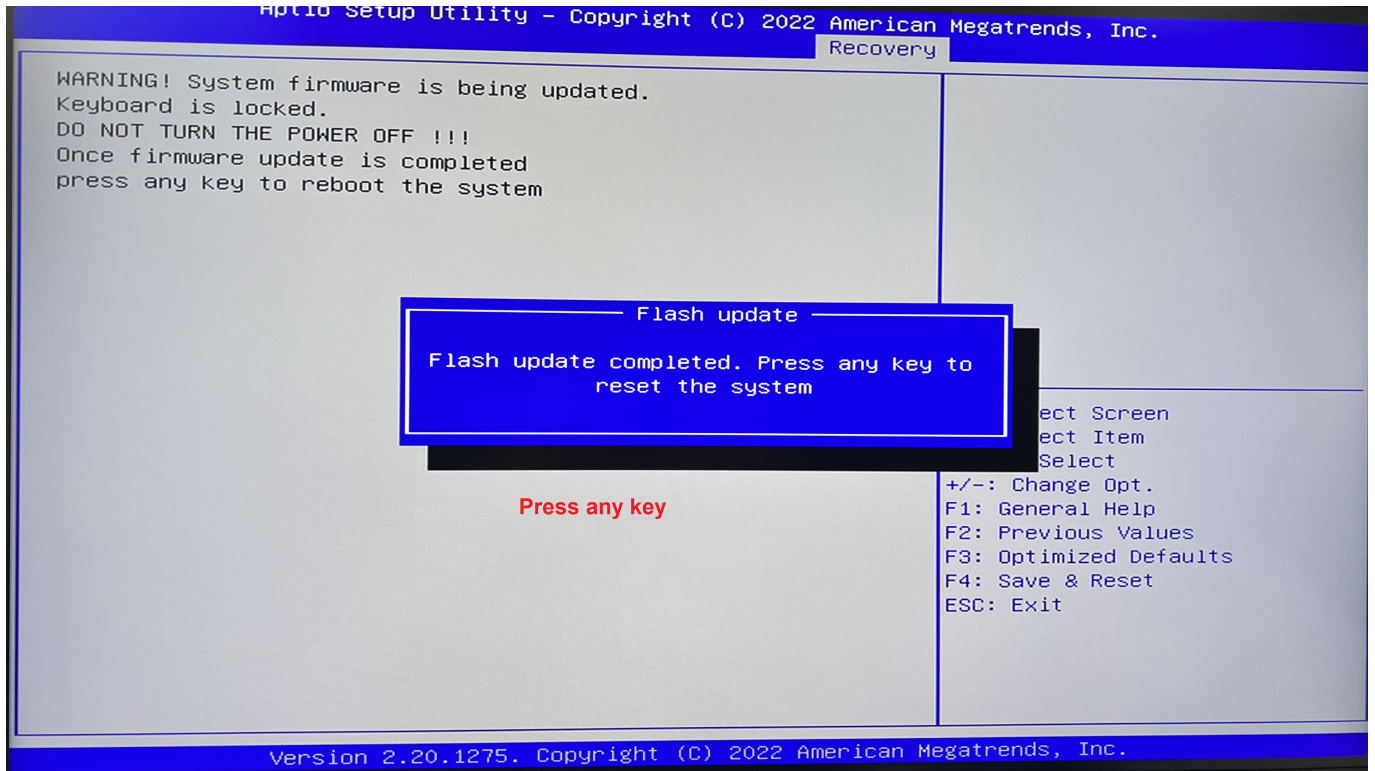 Aptio Setup Utility – Copyright (C) 2022 American Megatrends, Inc.
Recovery
WARNING! System firmware is being updated.
Keyboard is locked.
DO NOT TURN THE POWER OFF !!!
Once firmware update is completed
press any key to reboot the system
Flash update
Flash update completed. Press any key to
reset the system
ect Screen
ect Item
Select
+/-: Change Opt.
F1: General Help
F2: Previous Values
F3: Optimized Defaults
F4: Save & Reset
ESC: Exit
Press any key
Version 2.20.1275. Copyright (C) 2022 American Megatrends, Inc.